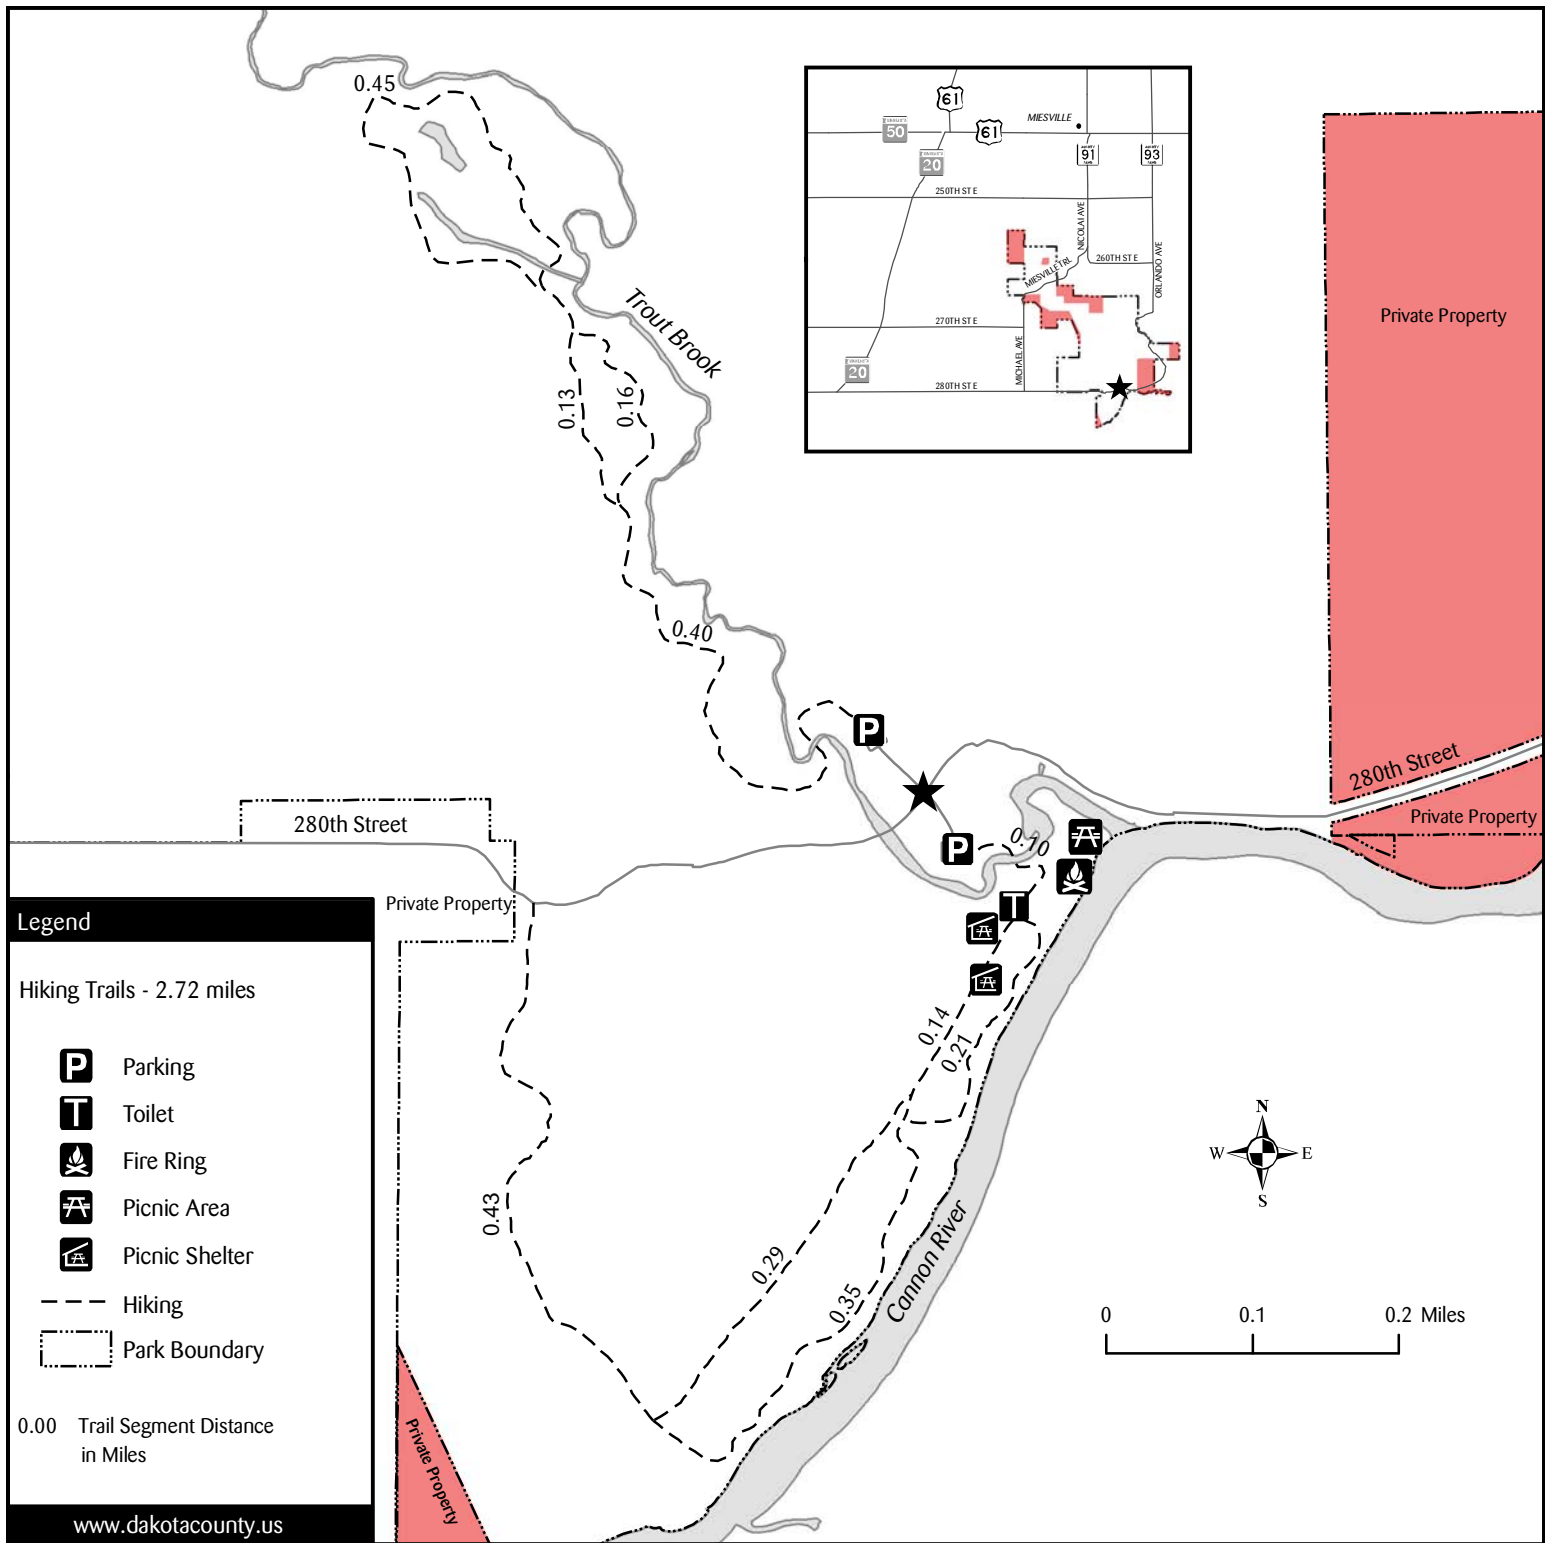 0.45
Trout Brook
0.13
0.16
0.40
61
50
61
MIESVILLE
20
91
93
250TH ST E
NICOLAI AVE
260TH ST E
ORLANDO AVE
MIESVILLE TRL
270TH ST E
MICHAEL AVE
20
280TH ST E
Private Property
280th Street
Private Property
280th Street
P
P
0.10
T
Private Property
0.14
0.21
0.43
0.29
0.35
Cannon River
N
W E
S
0 0.1 0.2 Miles
Private Property
Legend
Hiking Trails - 2.72 miles
P Parking
T Toilet
Fire Ring
Picnic Area
Picnic Shelter
Hiking
Park Boundary
0.00 Trail Segment Distance
in Miles
www.dakotacounty.us